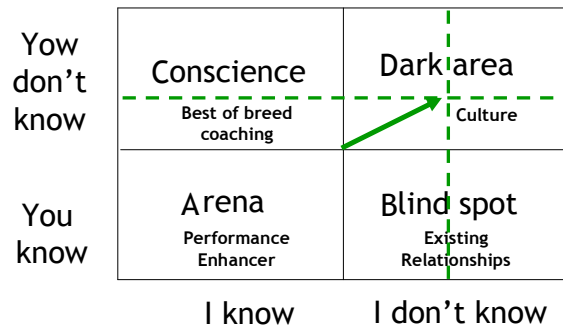 Yow
don't
know
Conscience
Best of breed
coaching
Dark area
Culture
You
know
Arena
Performance
Enhancer
Blind spot
Existing
Relationships
I know
I don't know